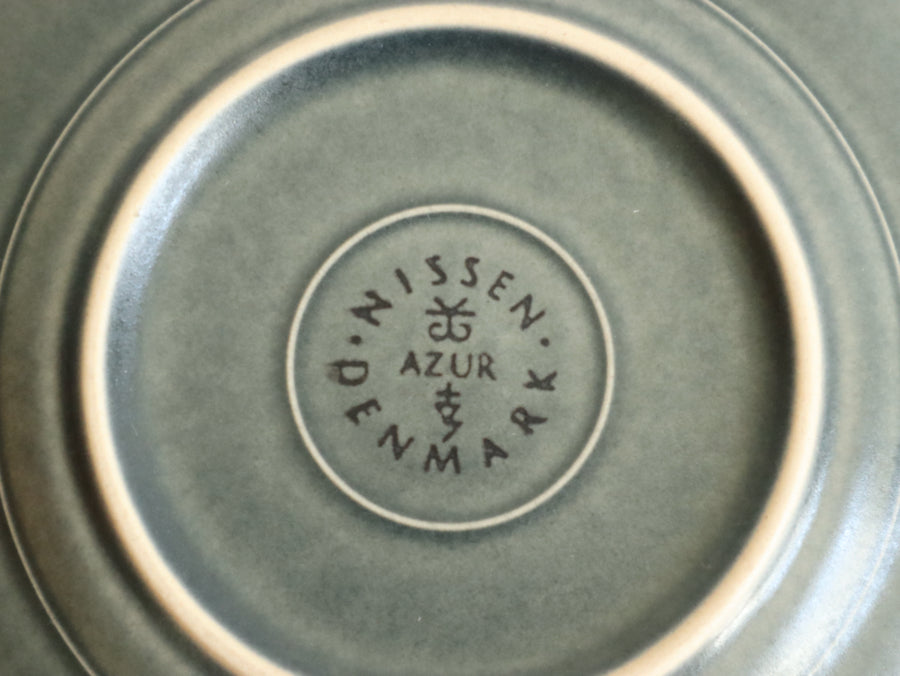 · NISSEN ·
AZUR
DENMARK